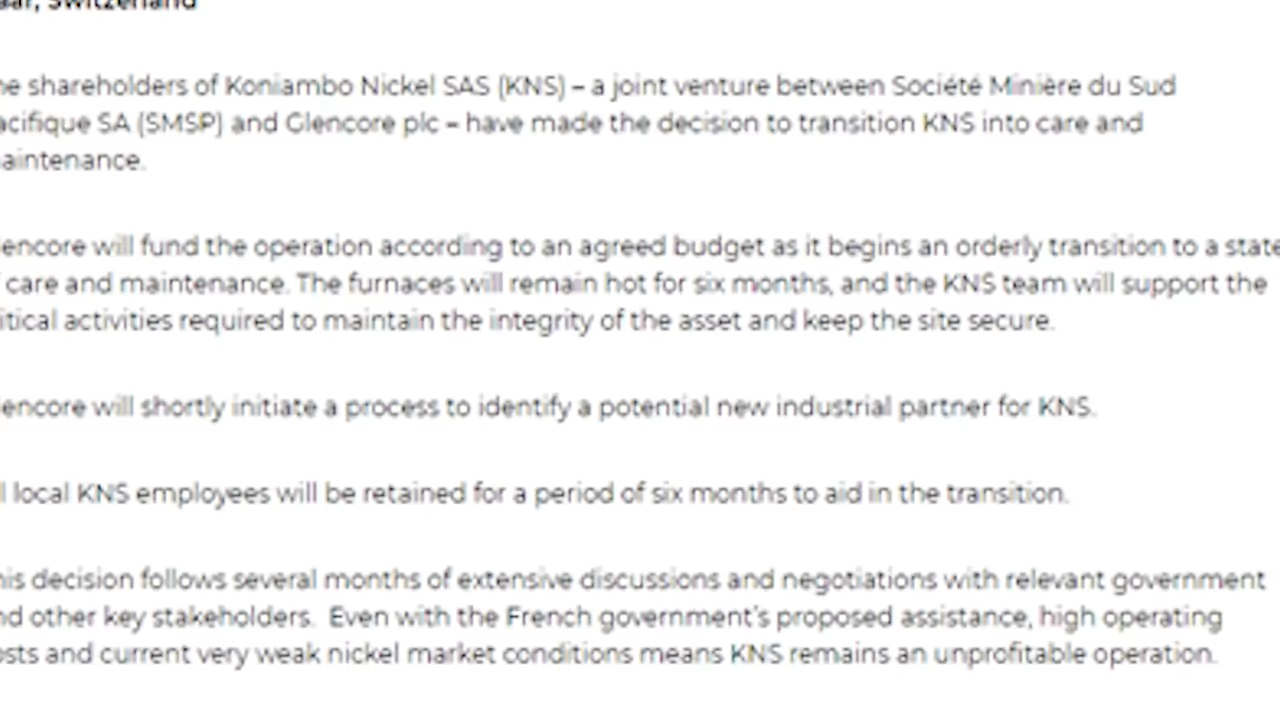 aar, Switzerland
he shareholders of Koniambo Nickel SAS (KNS) – a joint venture between Société Minière du Sud
acifique SA (SMSP) and Glencore plc – have made the decision to transition KNS into care and
aintenance.
encore will fund the operation according to an agreed budget as it begins an orderly transition to a state
care and maintenance. The furnaces will remain hot for six months, and the KNS team will support the
itical activities required to maintain the integrity of the asset and keep the site secure.
encore will shortly initiate a process to identify a potential new industrial partner for KNS.
l local KNS employees will be retained for a period of six months to aid in the transition.
his decision follows several months of extensive discussions and negotiations with relevant government
nd other key stakeholders. Even with the French government's proposed assistance, high operating
osts and current very weak nickel market conditions means KNS remains an unprofitable operation.